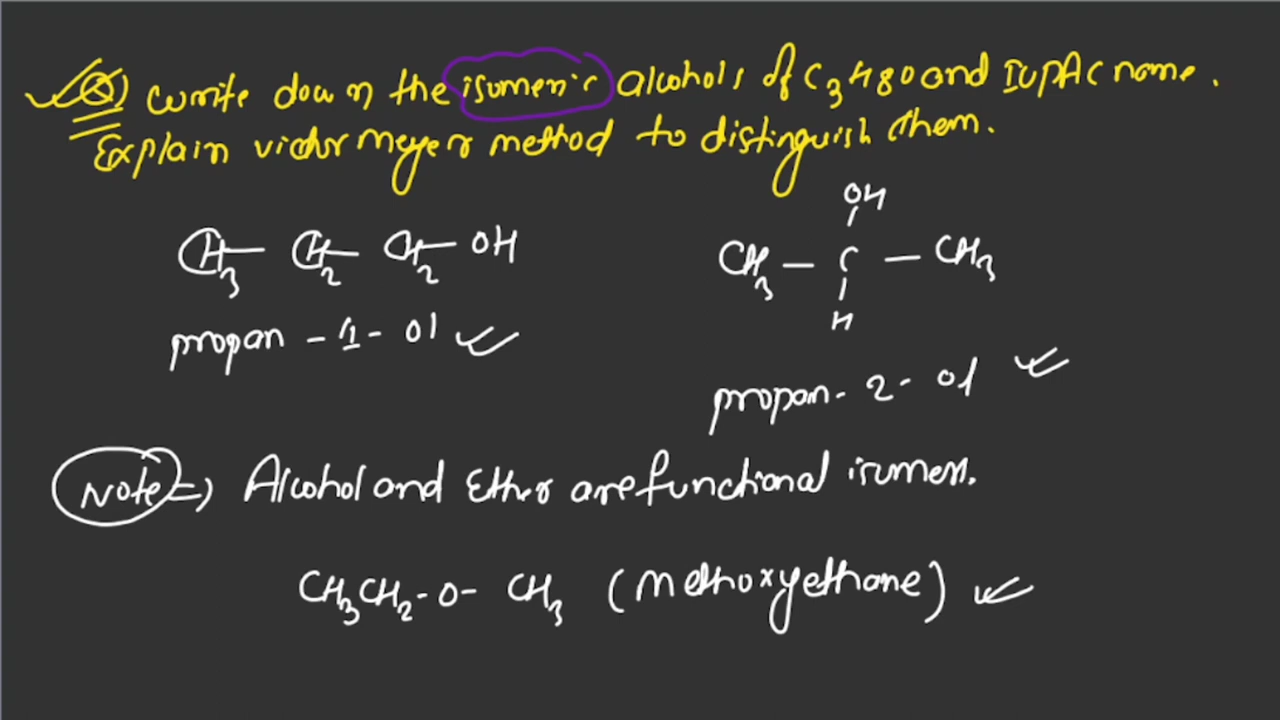 Q) write down the isomeric alcohols of C3H8O and IUPAC name.
Explain victor meyers method to distinguish them.
CH3 — CH2 — CH2 — OH
propan - 1 - ol
OH
CH3 — C — CH3
H
propan - 2 - ol
Note => Alcohol and Ether are functional isomers.
CH3CH2-O-CH3 (Methoxyethane)